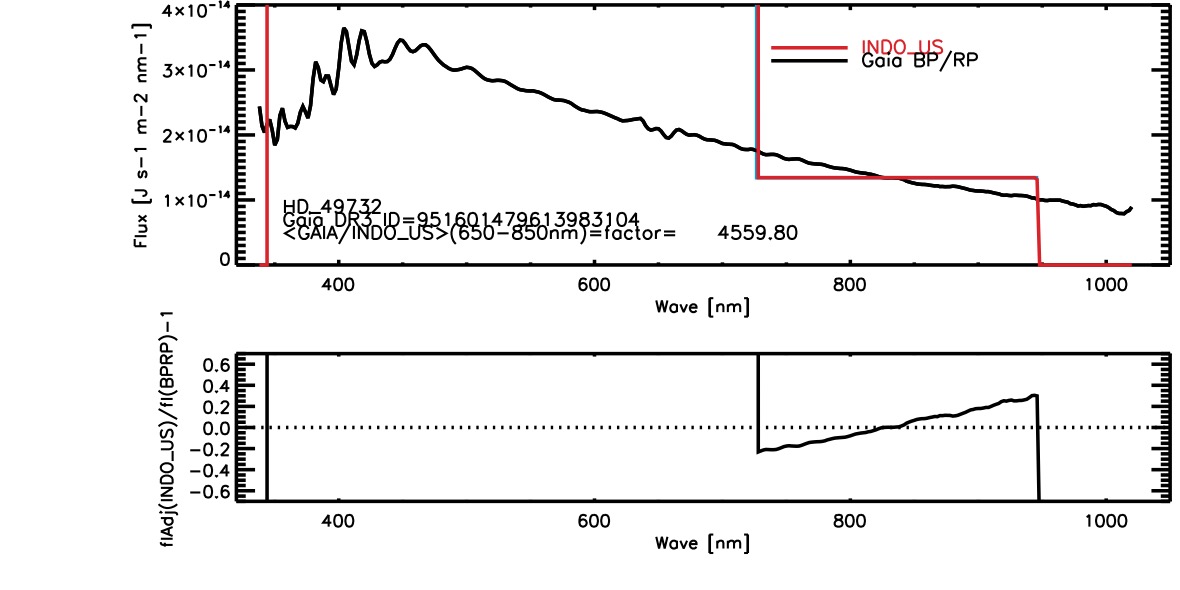 4×10⁻¹⁴
3×10⁻¹⁴
2×10⁻¹⁴
1×10⁻¹⁴
0
Flux [J s−1 m−2 nm−1]
INDO_US
Gaia BP/RP
HD_49732
Gaia DR3 ID=951601479613983104
<GAIA/INDO_US>(650−850nm)=factor= 4559.80
400 600 800 1000
Wave [nm]
flAdj(INDO_US)/fl(BPRP)−1
0.6
0.4
0.2
0.0
−0.2
−0.4
−0.6
400 600 800 1000
Wave [nm]